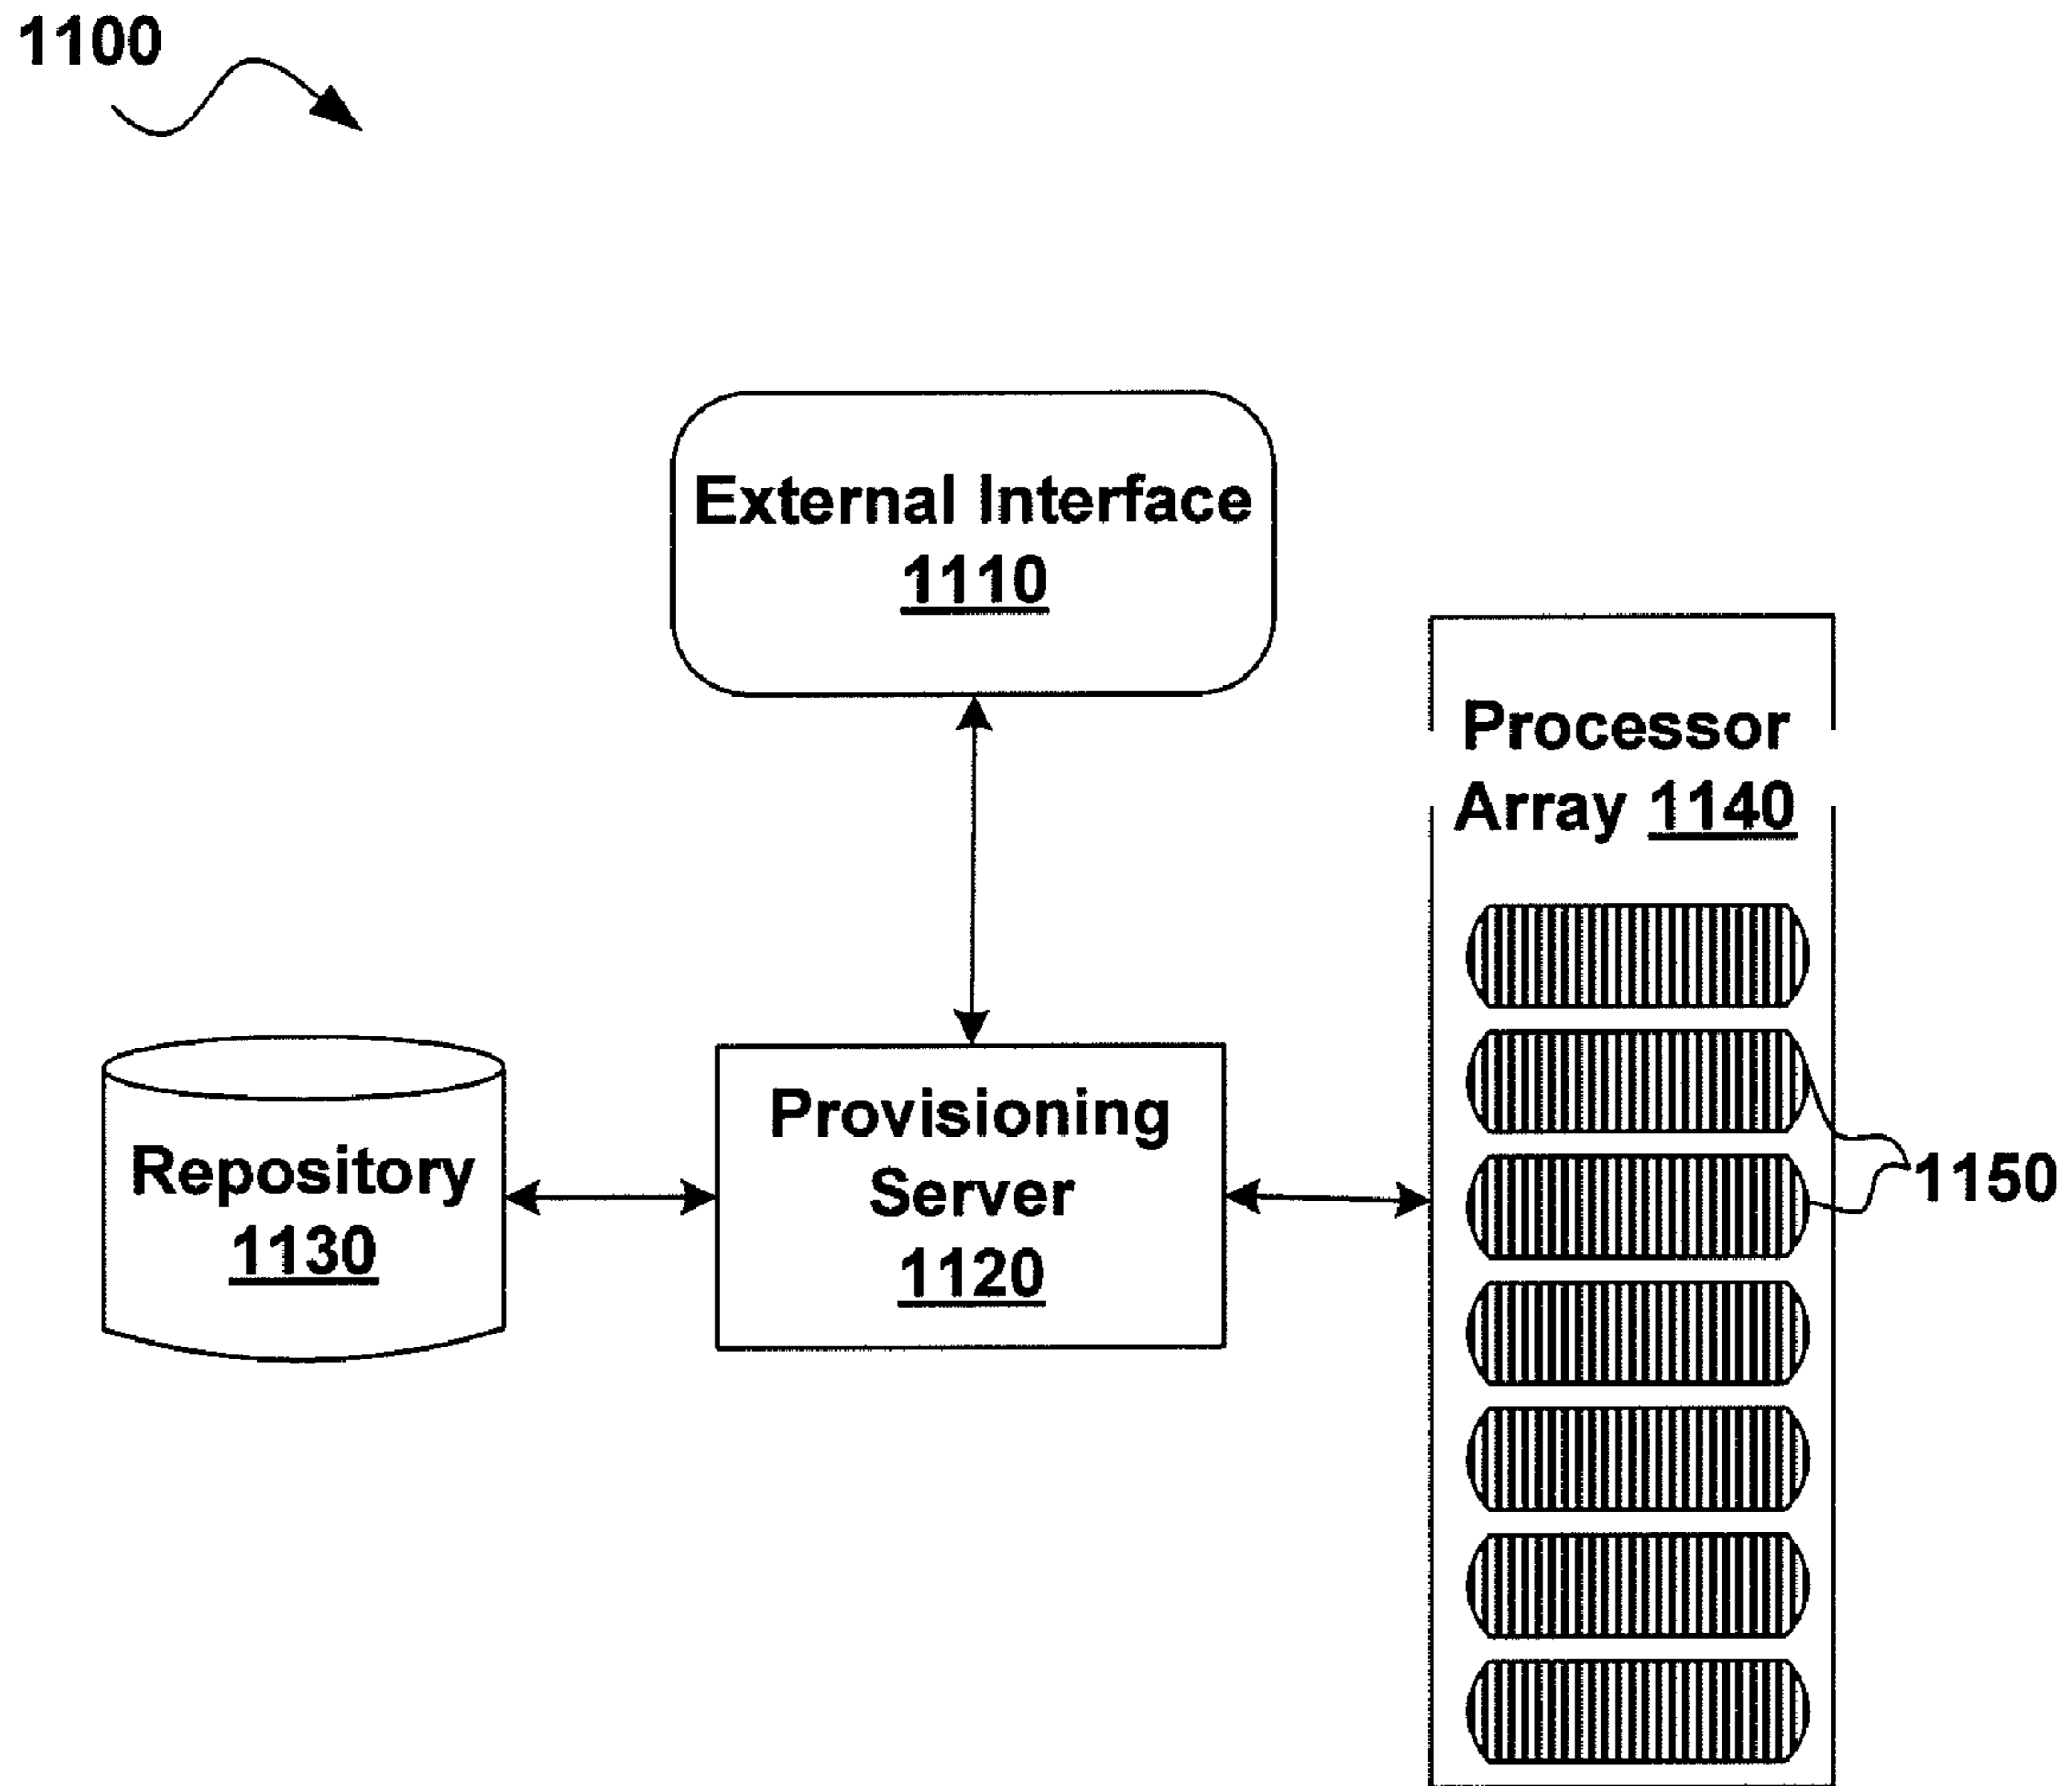 1100
External Interface
1110
Processor
Array 1140
Repository
1130
Provisioning
Server
1120
1150